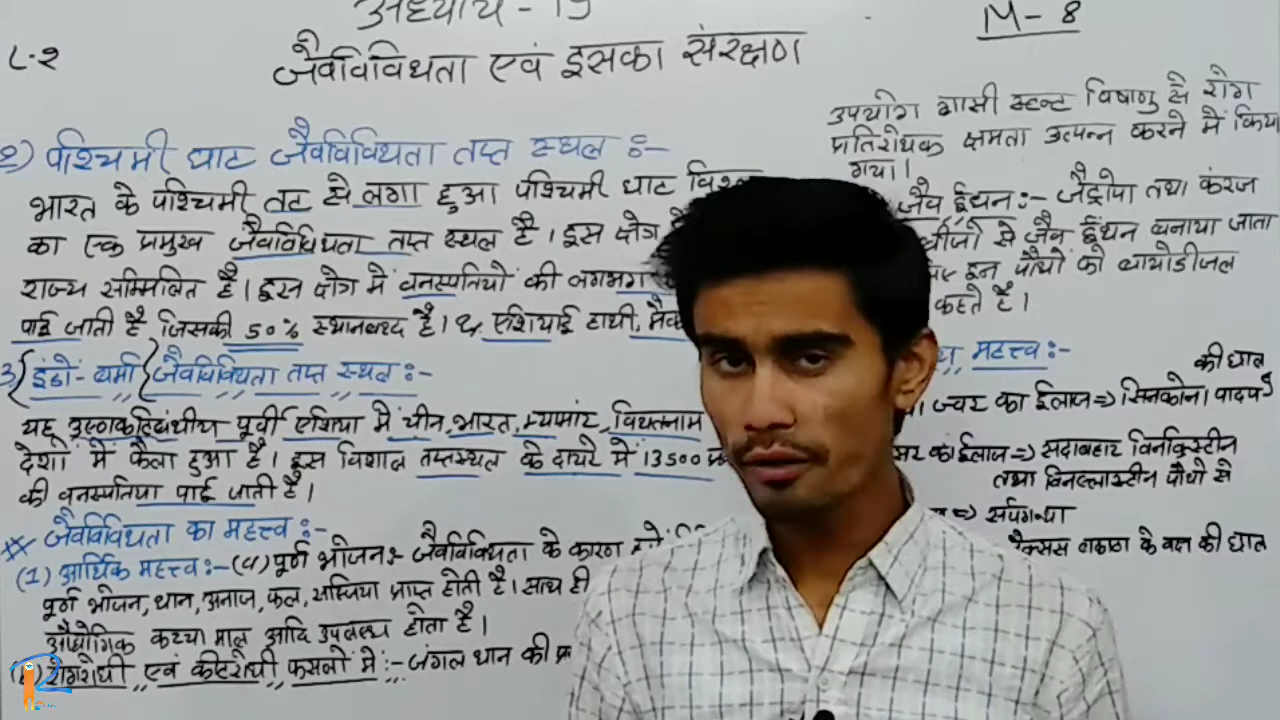 अध्याय - 15
M - 8
L-2
जैवविविधता एवं इसका संरक्षण
2) पश्चिमी घाट जैवविविधता तप्त स्थल :-
भारत के पश्चिमी तट से लगा हुआ पश्चिमी घाट विश्व
का एक प्रमुख जैवविविधता तप्त स्थल है। इस क्षेत्र
राज्य सम्मिलित है। इस क्षेत्र में वनस्पतियों की लगभग
पाई जाती है जिसकी 50% स्थानबध्द है। & एशियाई हाथी,
3) {इंडो-बर्मा} जैवविविधता तप्त स्थल :-
यह उष्णकटिबंधीय पूर्वी एशिया में चीन, भारत, म्यामांर, वियतनाम
देशों में फैला हुआ है। इस विशाल तप्तस्थल के दायरे में 13500
की वनस्पतिया पाई जाती है।
# जैवविविधता का महत्त्व :-
(1) आर्थिक महत्त्व :- (a) पूर्ण भोजन :- जैवविविधता के कारण
पूर्ण भोजन, धान, अनाज, फल, सब्जिया प्राप्त होती है। साथ ही
औद्योगिक कच्चा माल आदि उपलब्ध होता है।
रोगरोधी एवं कीटरोधी फसलों में :- जंगल धान की
उपयोग ग्रासी स्टन्ट विषाणु से रोग
प्रतिरोधक क्षमता उत्पन्न करने में किया
गया।
जैव ईंधन :- जैट्रोपा तथा करंज
बीजो से जैव ईंधन बनाया जाता
इन पौधों को बायोडीजल
कहते है।
महत्त्व :-
की छाल
ज्वर का ईलाज => सिनकोना पादप
का ईलाज => सदाबहार विनक्रिस्टीन
तथा विनब्लास्टीन पौधो से
=> सर्पगन्धा
टैक्सस बकाठा के वृक्ष की छाल